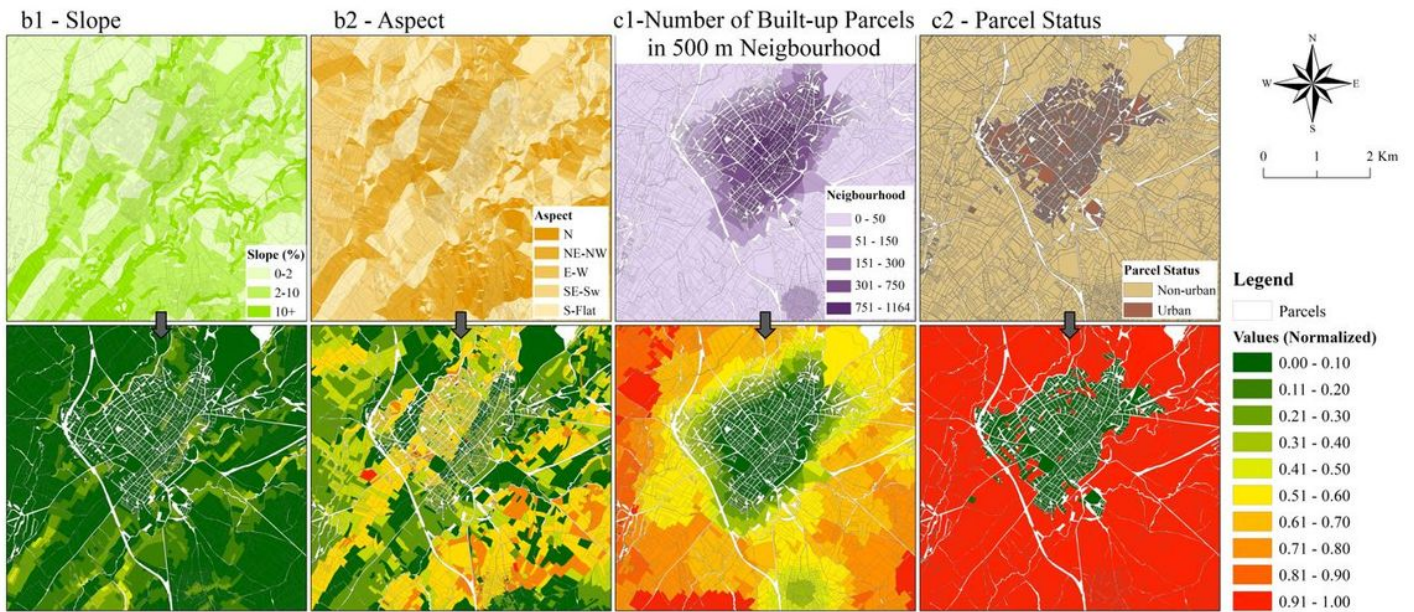 b1 - Slope
b2 - Aspect
c1-Number of Built-up Parcels
in 500 m Neigbourhood
c2 - Parcel Status
N
W
E
S
0 1 2 Km
Slope (%)
0-2
2-10
10+
Aspect
N
NE-NW
E-W
SE-Sw
S-Flat
Neigbourhood
0 - 50
51 - 150
151 - 300
301 - 750
751 - 1164
Parcel Status
Non-urban
Urban
Legend
Parcels
Values (Normalized)
0.00 - 0.10
0.11 - 0.20
0.21 - 0.30
0.31 - 0.40
0.41 - 0.50
0.51 - 0.60
0.61 - 0.70
0.71 - 0.80
0.81 - 0.90
0.91 - 1.00